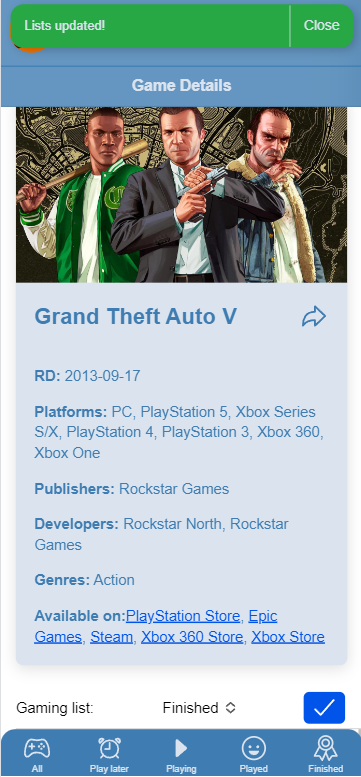 Lists updated!
Close
Game Details
Grand Theft Auto V
RD: 2013-09-17
Platforms: PC, PlayStation 5, Xbox Series
S/X, PlayStation 4, PlayStation 3, Xbox 360,
Xbox One
Publishers: Rockstar Games
Developers: Rockstar North, Rockstar
Games
Genres: Action
Available on:PlayStation Store, Epic
Games, Steam, Xbox 360 Store, Xbox Store
Gaming list:
Finished
All
Play later
Playing
Played
Finished